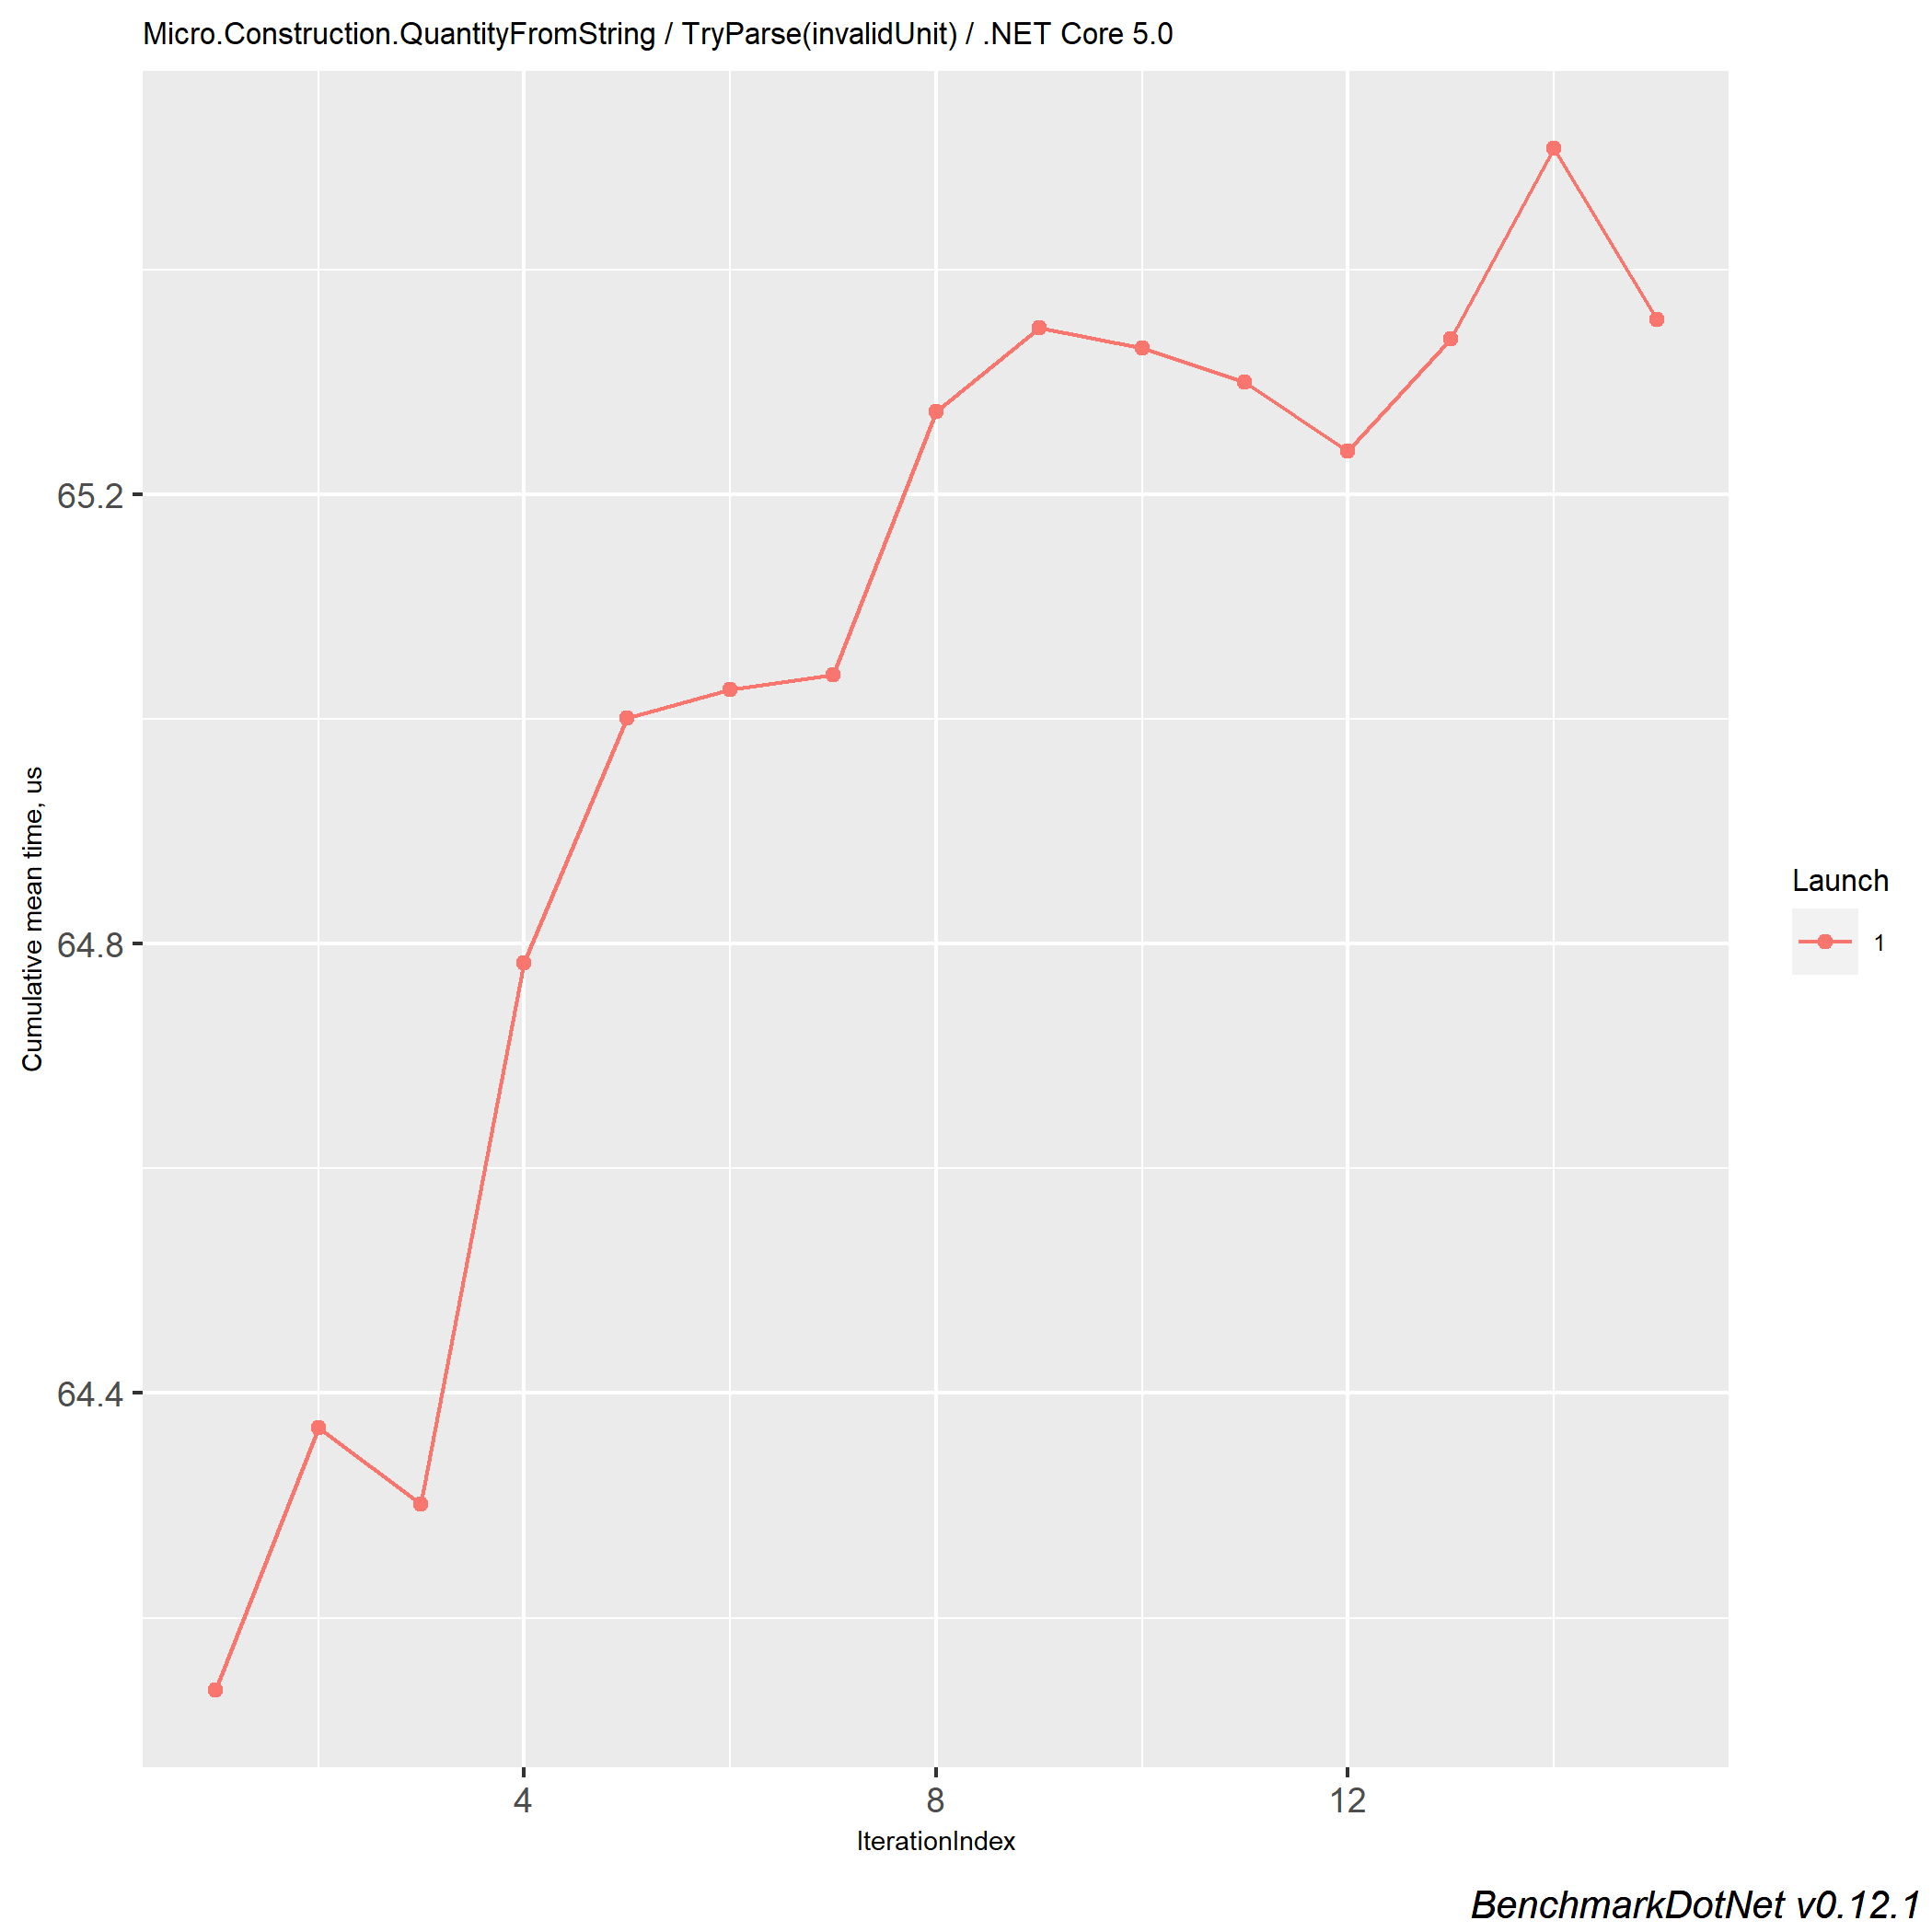 Micro.Construction.QuantityFromString / TryParse(invalidUnit) / .NET Core 5.0
65.2
64.8
64.4
Cumulative mean time, us
4
8
12
IterationIndex
Launch
1
BenchmarkDotNet v0.12.1